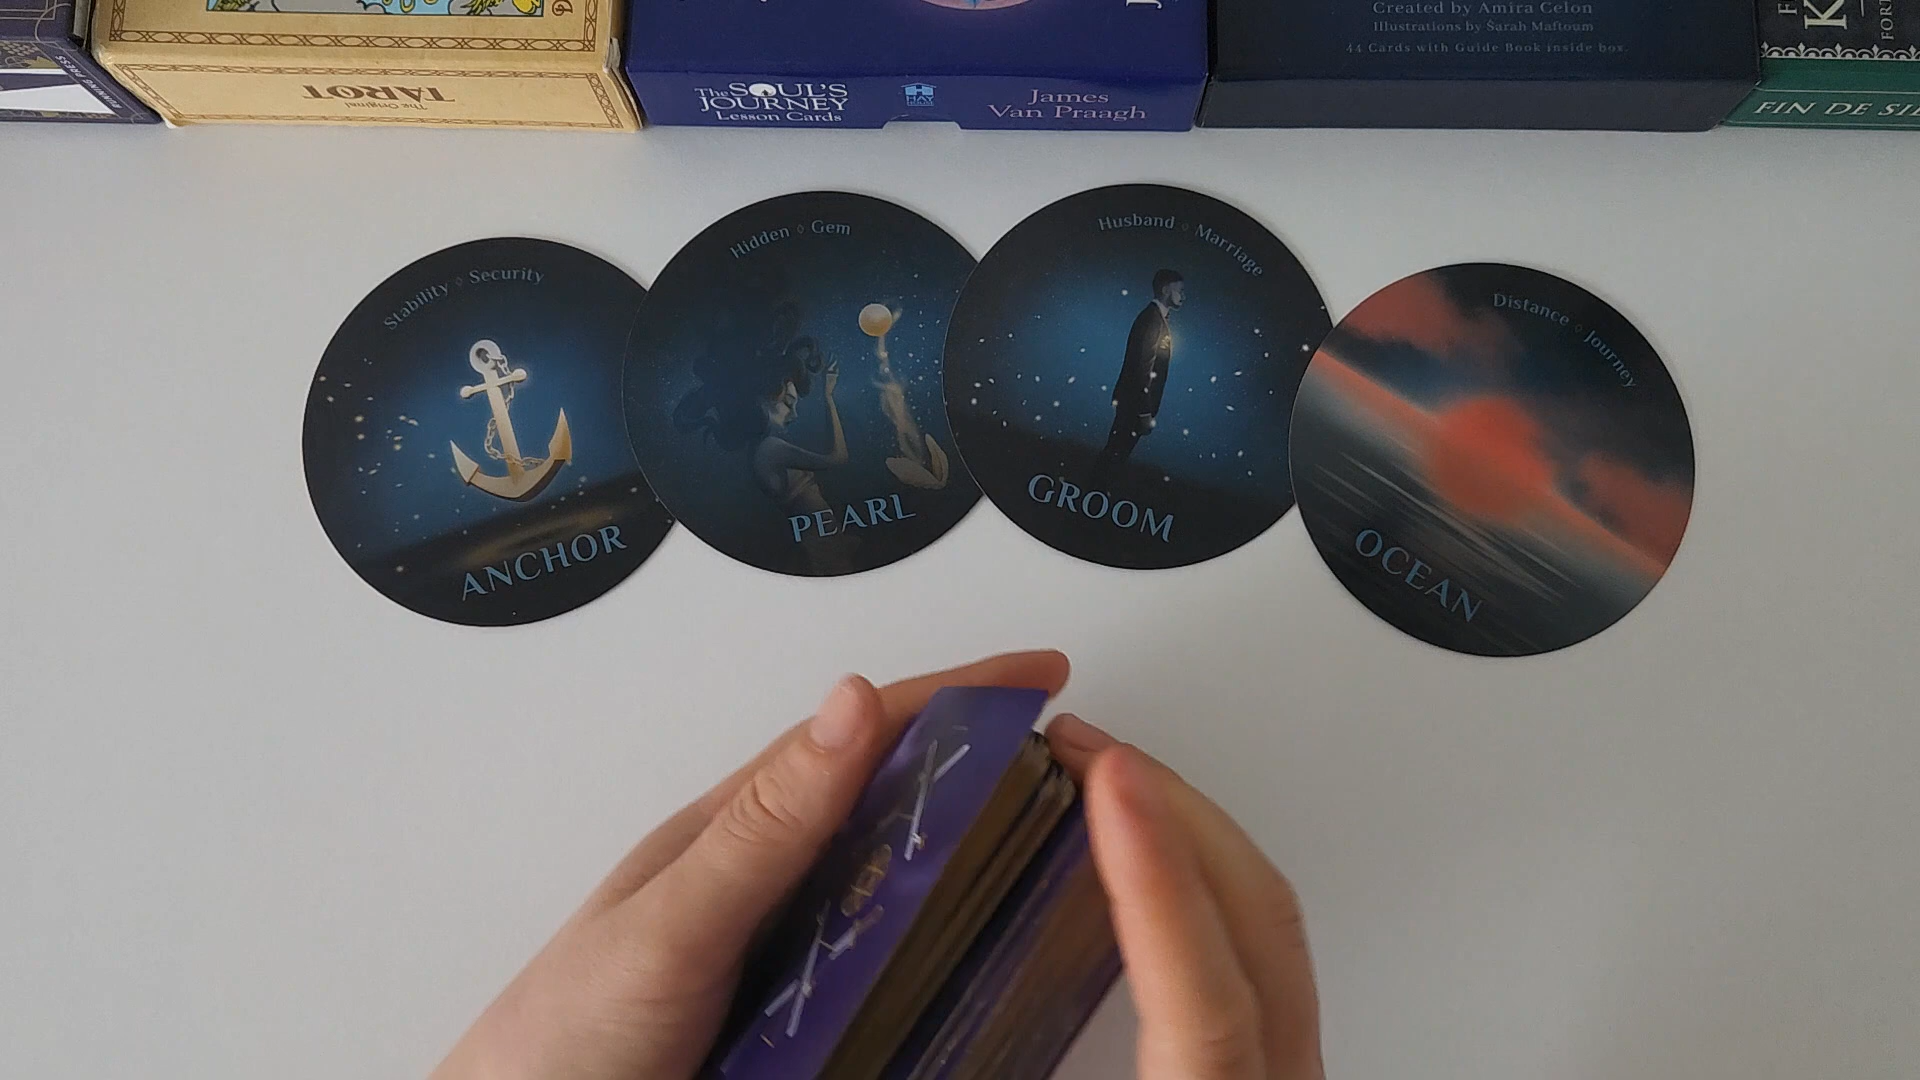 RUNNING PRESS
The Original
TAROT
The SOUL'S
JOURNEY
Lesson Cards
HAY
HOUSE
James
Van Praagh
Created by Amira Celon
Illustrations by Sarah Maftoum
44 Cards with Guide Book inside box.
FIN DE
Stability ◊ Security
ANCHOR
Hidden ◊ Gem
PEARL
Husband ◊ Marriage
GROOM
Distance ◊ Journey
OCEAN